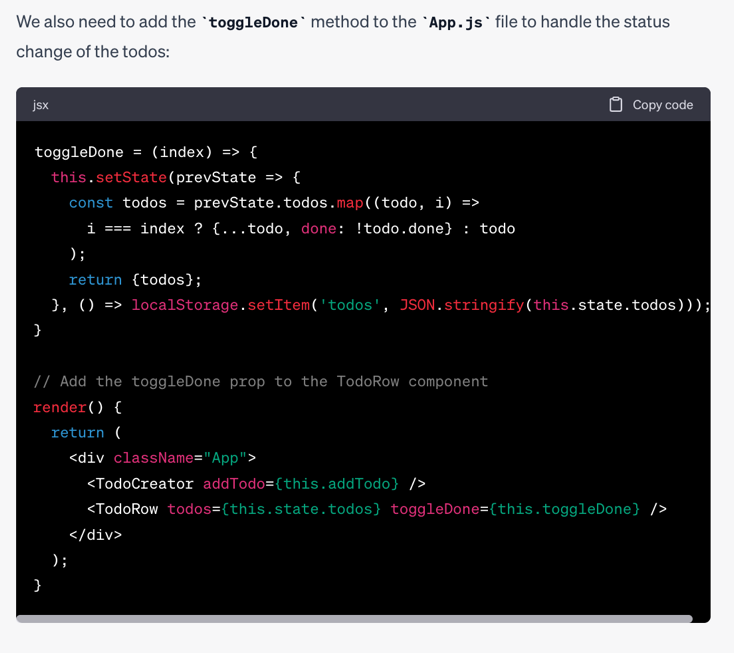 We also need to add the `toggleDone` method to the `App.js` file to handle the status
change of the todos:
jsx
Copy code
toggleDone = (index) => {
  this.setState(prevState => {
    const todos = prevState.todos.map((todo, i) =>
      i === index ? {...todo, done: !todo.done} : todo
    );
    return {todos};
  }, () => localStorage.setItem('todos', JSON.stringify(this.state.todos)));
}

// Add the toggleDone prop to the TodoRow component
render() {
  return (
    <div className="App">
      <TodoCreator addTodo={this.addTodo} />
      <TodoRow todos={this.state.todos} toggleDone={this.toggleDone} />
    </div>
  );
}